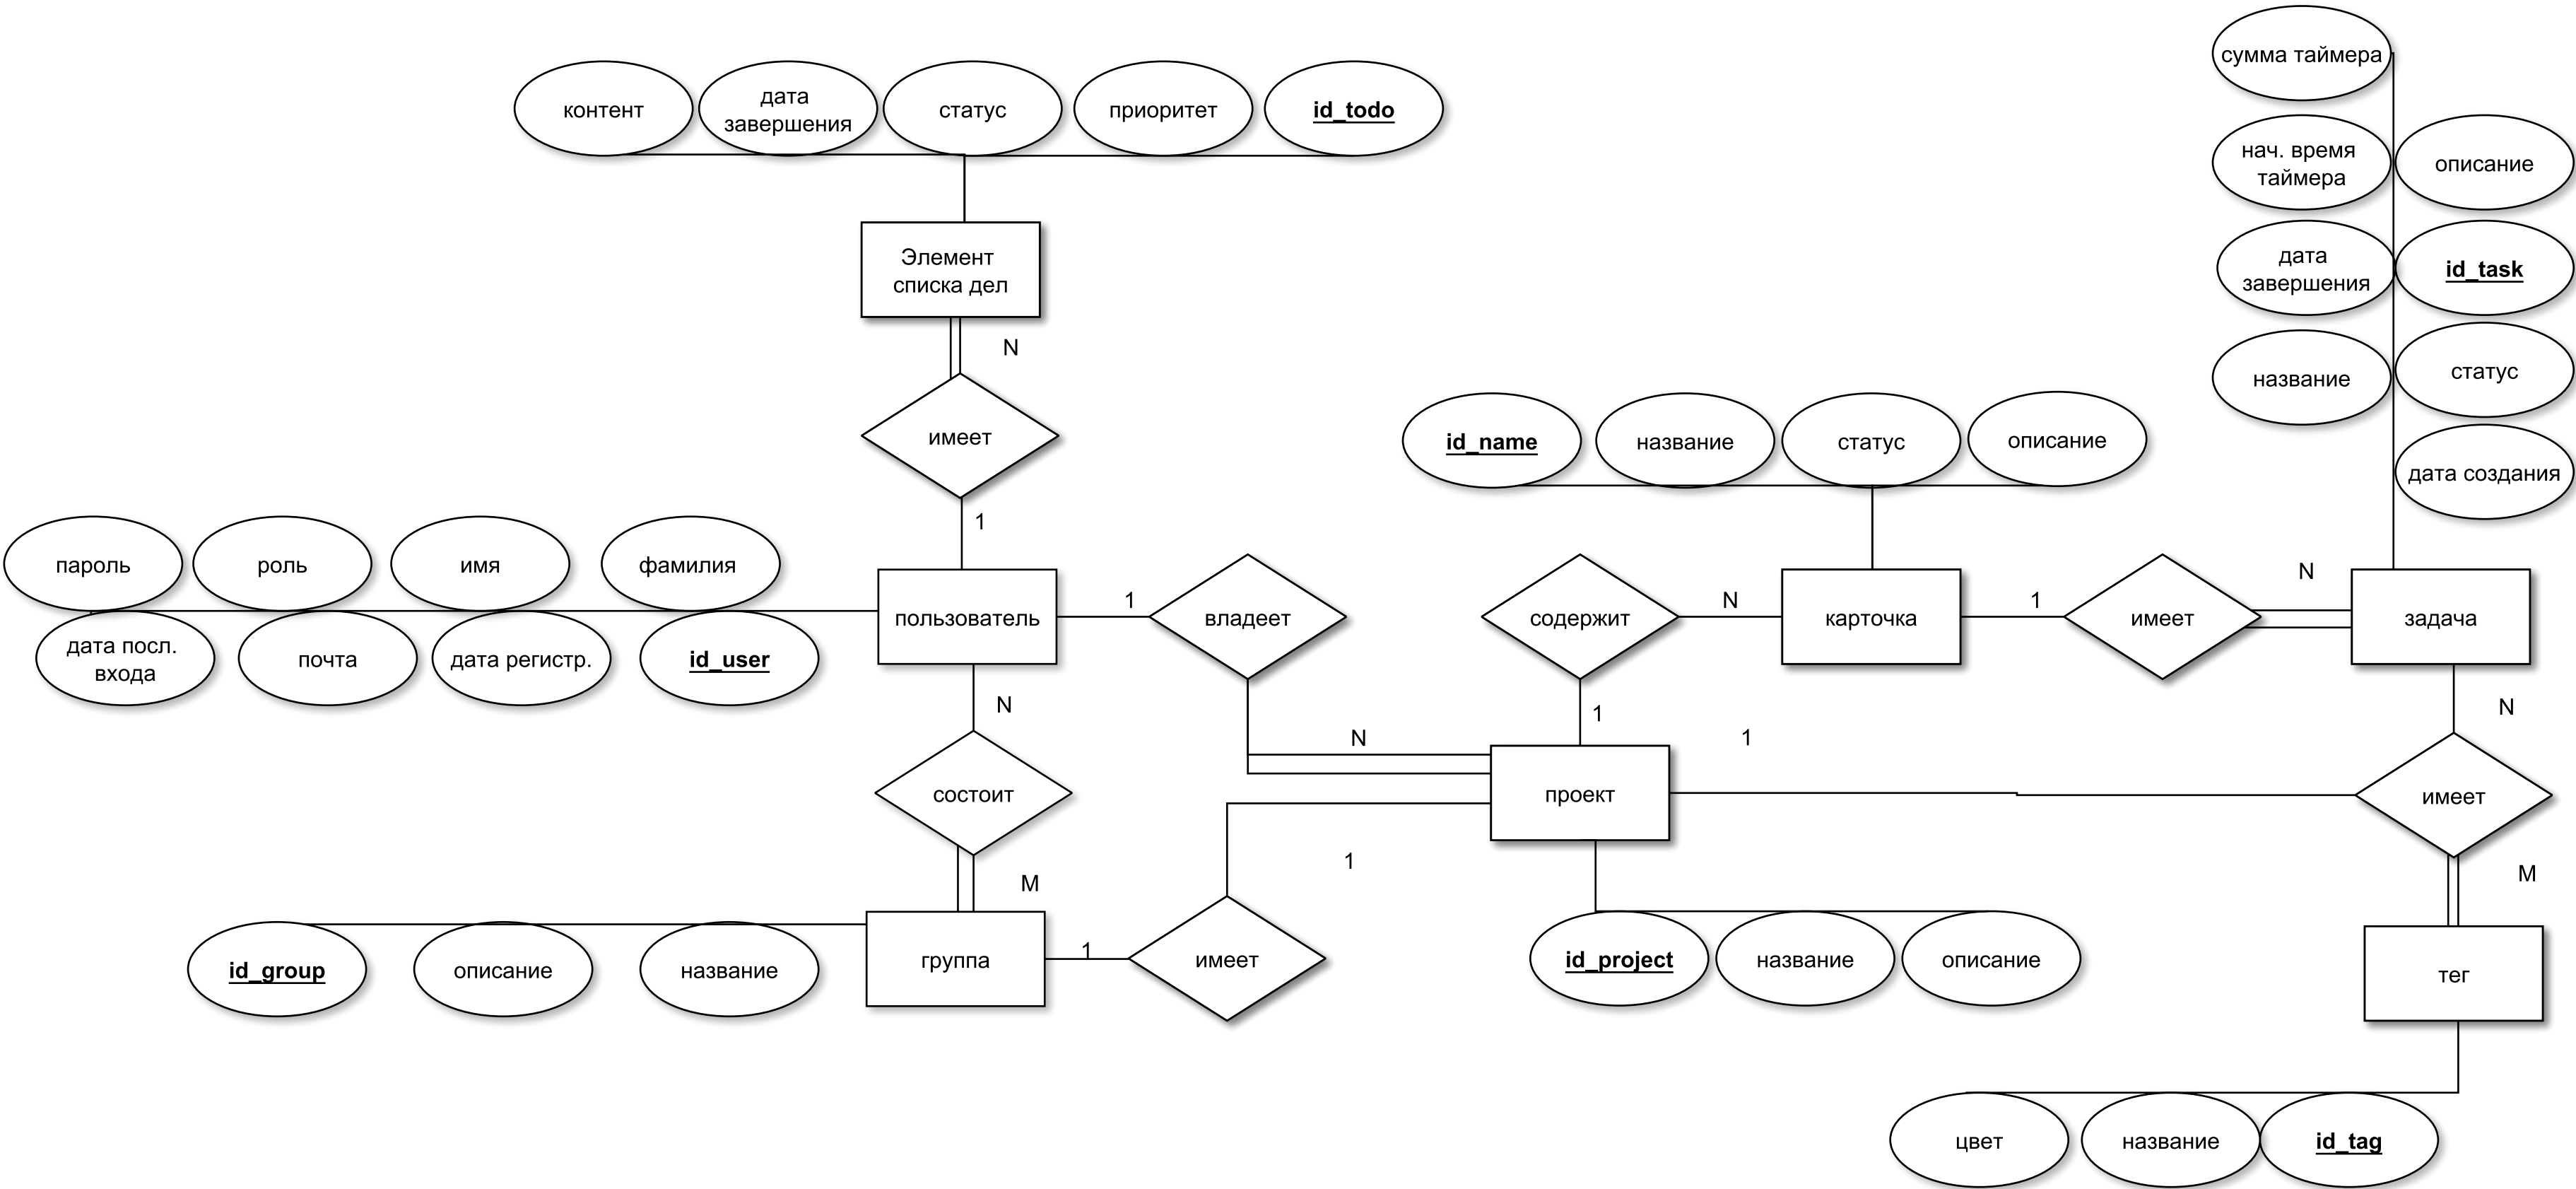 сумма таймера
контент
дата
завершения
статус
приоритет
id_todo
нач. время
таймера
описание
Элемент
списка дел
дата
завершения
id_task
N
название
статус
имеет
id_name
название
статус
описание
дата создания
1
пароль
роль
имя
фамилия
N
пользователь
1
владеет
содержит
N
карточка
1
имеет
задача
дата посл.
входа
почта
дата регистр.
id_user
N
1
N
N
1
состоит
проект
имеет
M
1
M
id_group
описание
название
группа
1
имеет
id_project
название
описание
тег
цвет
название
id_tag